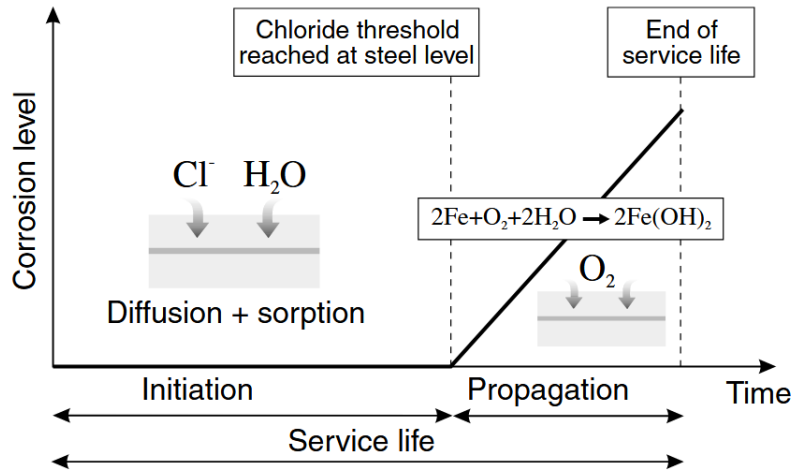 Chloride threshold
reached at steel level
End of
service life
Corrosion level
Cl⁻ H₂O
2Fe+O₂+2H₂O → 2Fe(OH)₂
O₂
Diffusion + sorption
Initiation
Propagation
Time
Service life